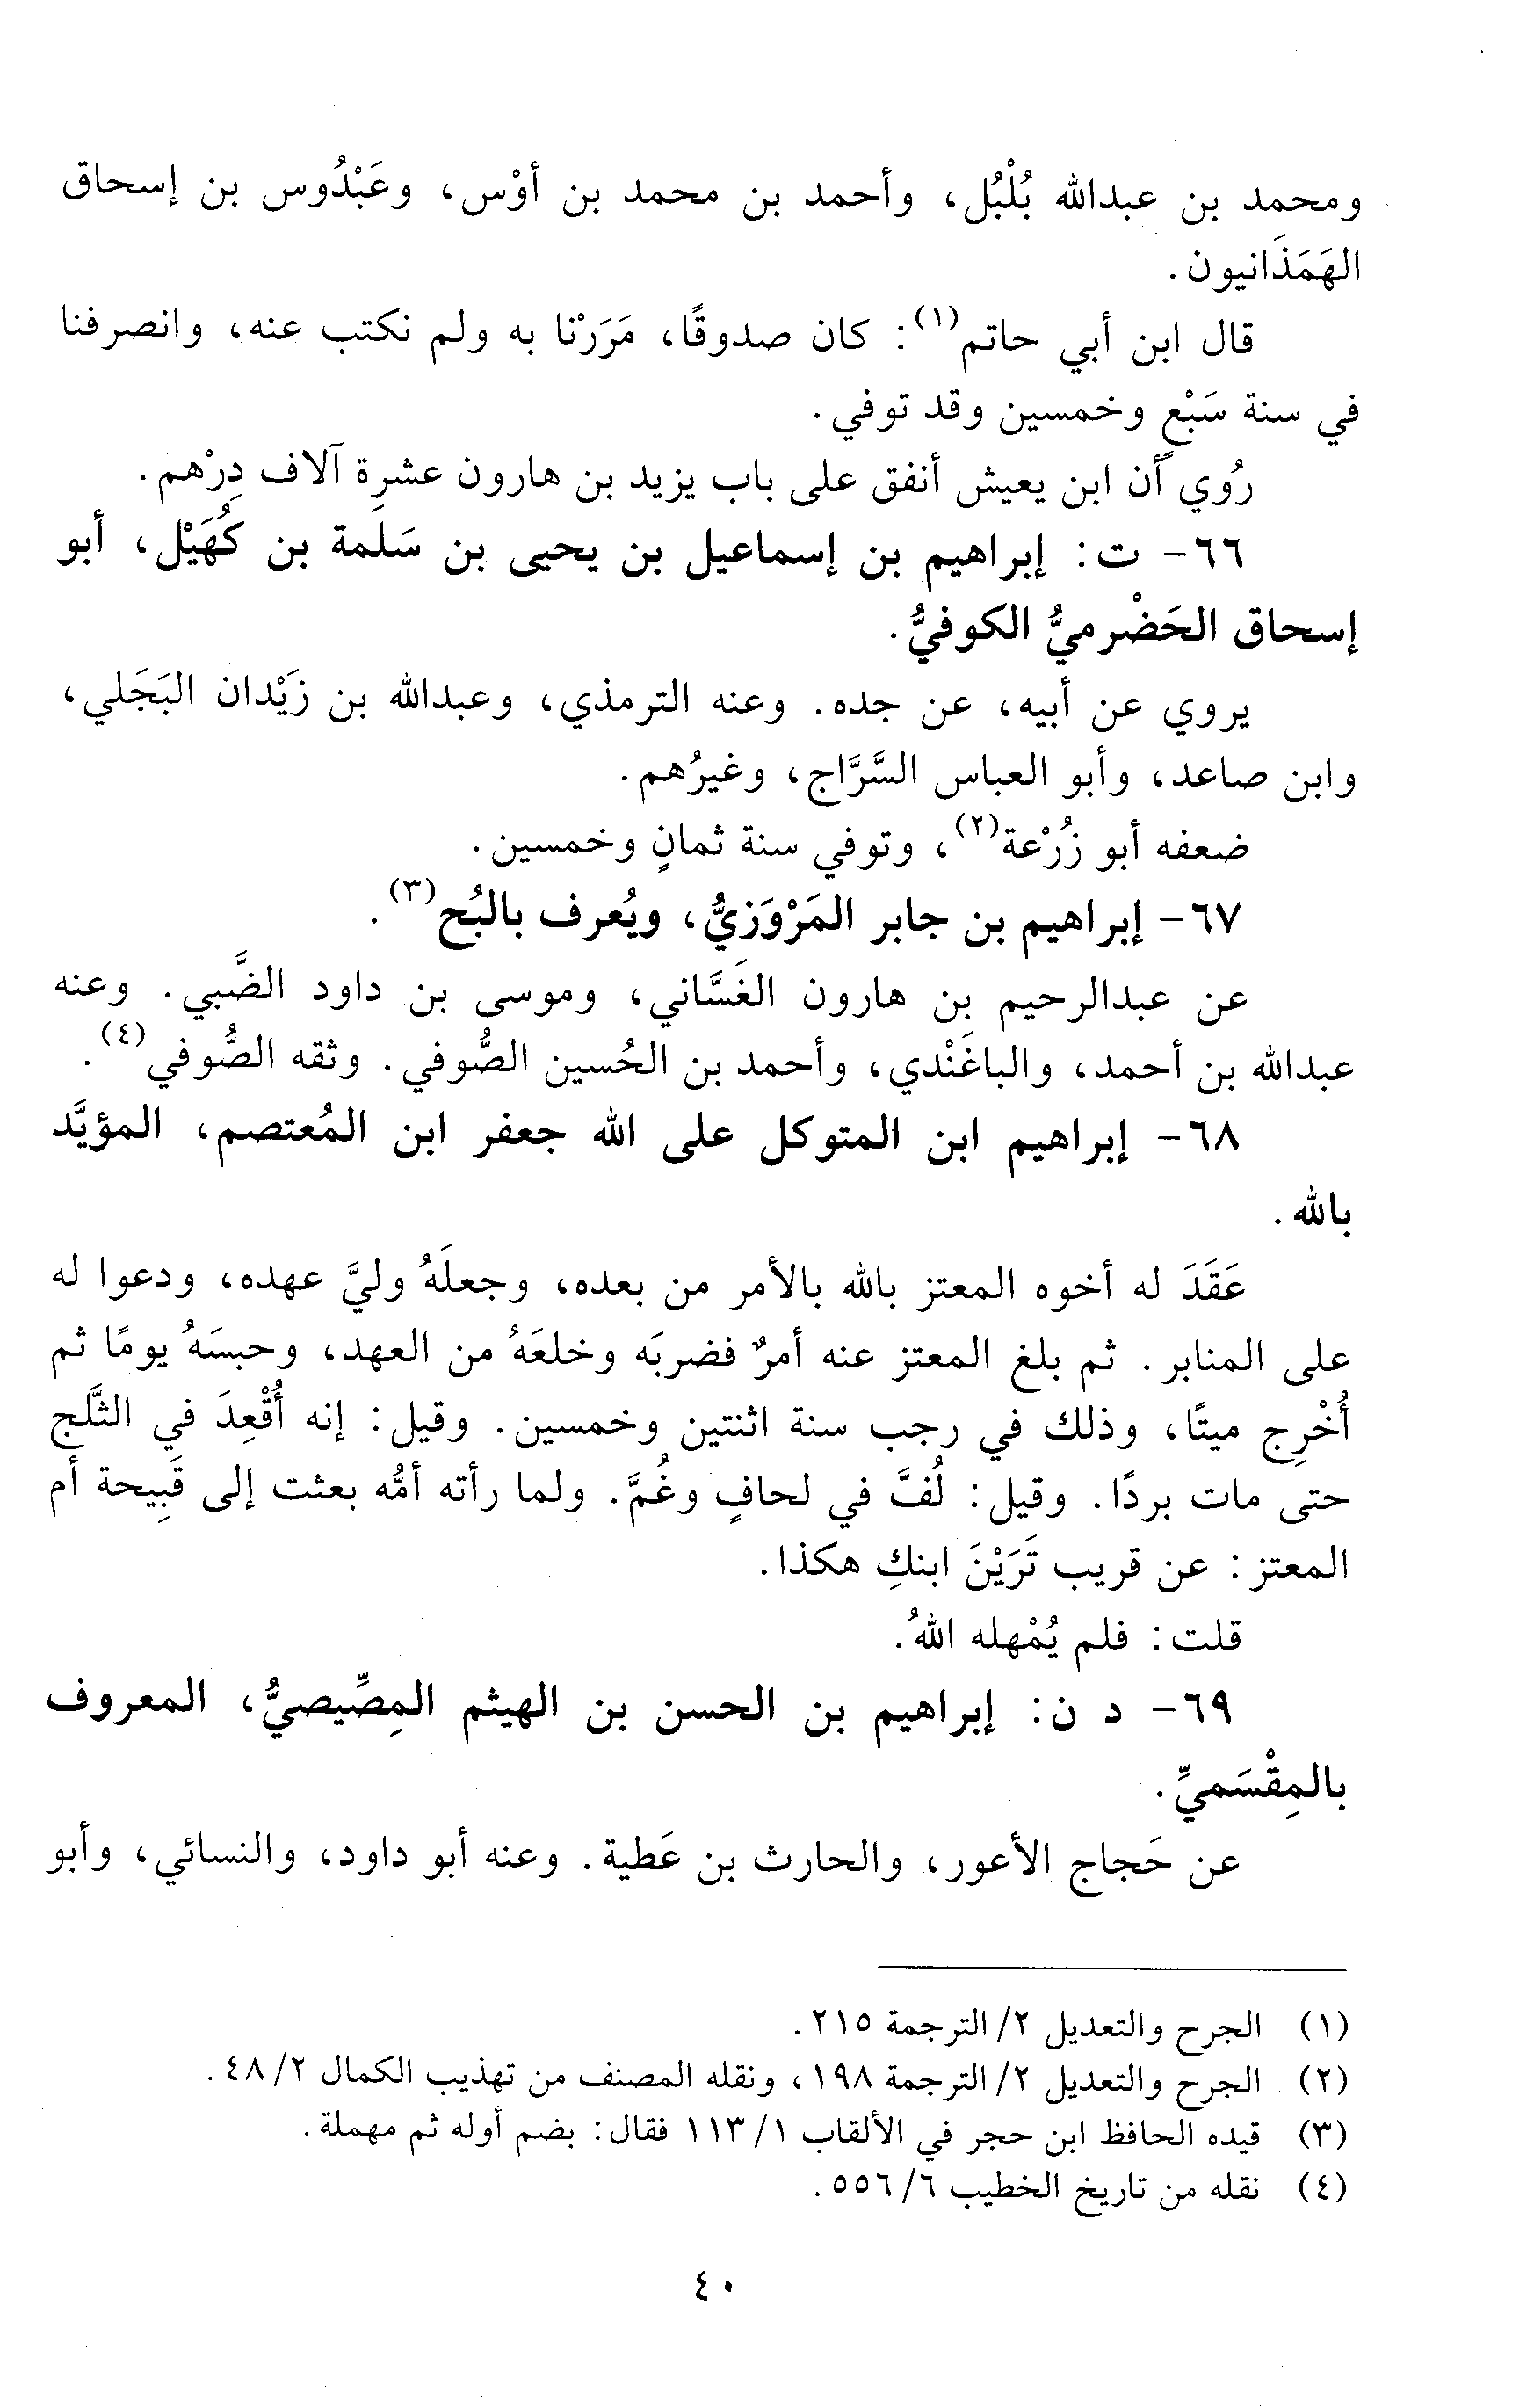 ومحمد بن عبدالله بُلْبُل، وأحمد بن محمد بن أوْس، وعَبْدُوس بن إسحاق
الهَمَذَانيون.
قال ابن أبي حاتم(١): كان صدوقًا، مَرَرْنا به ولم نكتب عنه، وانصرفنا
في سنة سَبْعٍ وخمسين وقد توفي.
رُوي أن ابن يعيش أنفق على باب يزيد بن هارون عشرة آلاف دِرْهم.
٦٦- ت: إبراهيم بن إسماعيل بن يحيى بن سَلَمة بن كُهَيْل، أبو
إسحاق الحَضْرميُّ الكوفيُّ.
يروي عن أبيه، عن جده. وعنه الترمذي، وعبدالله بن زَيْدان البَجَلي،
وابن صاعد، وأبو العباس السَّرَّاج، وغيرُهم.
ضعفه أبو زُرْعة(٢)، وتوفي سنة ثمانٍ وخمسين.
٦٧- إبراهيم بن جابر المَرْوَزيُّ، ويُعرف بالبُح(٣).
عن عبدالرحيم بن هارون الغَسَّاني، وموسى بن داود الضَّبي. وعنه
عبدالله بن أحمد، والباغَنْدي، وأحمد بن الحُسين الصُّوفي. وثقه الصُّوفي(٤).
٦٨- إبراهيم ابن المتوكل على الله جعفر ابن المُعتصم، المؤيَّد
بالله.
عَقَدَ له أخوه المعتز بالله بالأمر من بعده، وجعلَهُ وليَّ عهده، ودعوا له
على المنابر. ثم بلغ المعتز عنه أمرٌ فضربَه وخلعَهُ من العهد، وحبسَهُ يومًا ثم
أُخْرِج ميتًا، وذلك في رجب سنة اثنتين وخمسين. وقيل: إنه أُقْعِدَ في الثَّلج
حتى مات بردًا. وقيل: لُفَّ في لحافٍ وغُمَّ. ولما رأته أمُّه بعثت إلى قَبِيحة أم
المعتز: عن قريب تَرَيْنَ ابنكِ هكذا.
قلت: فلم يُمْهله اللهُ.
٦٩- د ن: إبراهيم بن الحسن بن الهيثم المِصِّيصيُّ، المعروف
بالمِقْسَميِّ.
عن حَجاج الأعور، والحارث بن عَطية. وعنه أبو داود، والنسائي، وأبو
(١) الجرح والتعديل ٢/ الترجمة ٢١٥.
(٢) الجرح والتعديل ٢/ الترجمة ١٩٨، ونقله المصنف من تهذيب الكمال ٢/ ٤٨.
(٣) قيده الحافظ ابن حجر في الألقاب ١/ ١١٣ فقال: بضم أوله ثم مهملة.
(٤) نقله من تاريخ الخطيب ٦/ ٥٥٦.
٤٠